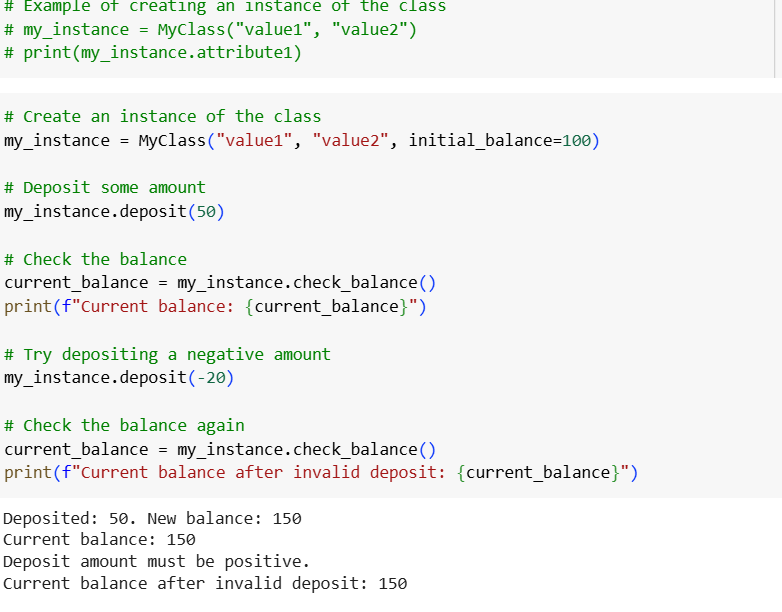 # Example of creating an instance of the class
# my_instance = MyClass("value1", "value2")
# print(my_instance.attribute1)
# Create an instance of the class
my_instance = MyClass("value1", "value2", initial_balance=100)
# Deposit some amount
my_instance.deposit(50)
# Check the balance
current_balance = my_instance.check_balance()
print(f"Current balance: {current_balance}")
# Try depositing a negative amount
my_instance.deposit(-20)
# Check the balance again
current_balance = my_instance.check_balance()
print(f"Current balance after invalid deposit: {current_balance}")
Deposited: 50. New balance: 150
Current balance: 150
Deposit amount must be positive.
Current balance after invalid deposit: 150